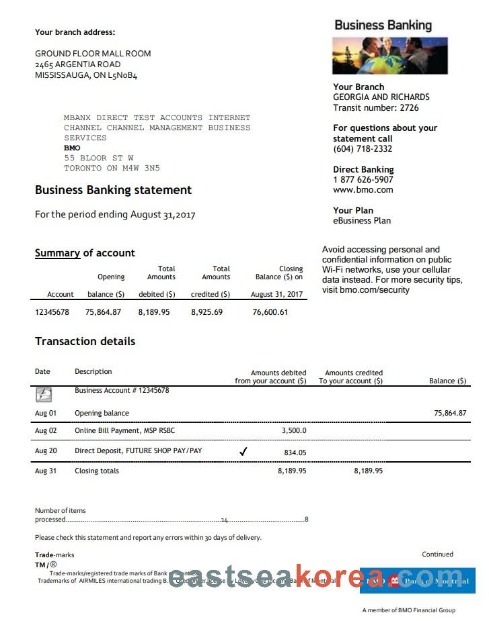 Your branch address:
GROUND FLOOR MALL ROOM
2465 ARGENTIA ROAD
MISSISSAUGA, ON L5N0B4
MBANX DIRECT TEST ACCOUNTS INTERNET
CHANNEL CHANNEL MANAGEMENT BUSINESS
SERVICES
BMO
55 BLOOR ST W
TORONTO ON M4W 3N5
Business Banking statement
For the period ending August 31,2017
Business Banking
Your Branch
GEORGIA AND RICHARDS
Transit number: 2726
For questions about your
statement call
(604) 718-2332
Direct Banking
1 877 626-5907
www.bmo.com
Your Plan
eBusiness Plan
Avoid accessing personal and
confidential information on public
Wi-Fi networks, use your cellular
data instead. For more security tips,
visit bmo.com/security
Summary of account
Total Total Closing
Opening Amounts Amounts Balance ($) on
Account balance ($) debited ($) credited ($) August 31, 2017
12345678 75,864.87 8,189.95 8,925.69 76,600.61
Transaction details
Date Description Amounts debited Amounts credited
from your account ($) To your account ($) Balance ($)
Business Account # 12345678
Aug 01 Opening balance 75,864.87
Aug 02 Online Bill Payment, MSP RSBC 3,500.0
Aug 20 Direct Deposit, FUTURE SHOP PAY/PAY ✓ 834.05
Aug 31 Closing totals 8,189.95 8,189.95
Number of items
processed 14 8
Please check this statement and report any errors within 30 days of delivery.
Trade-marks Continued
TM/®
Trade-marks/registered trade-marks of Bank
Trademarks of AIRMILES international trading B.
eastseakorea.com
A member of BMO Financial Group